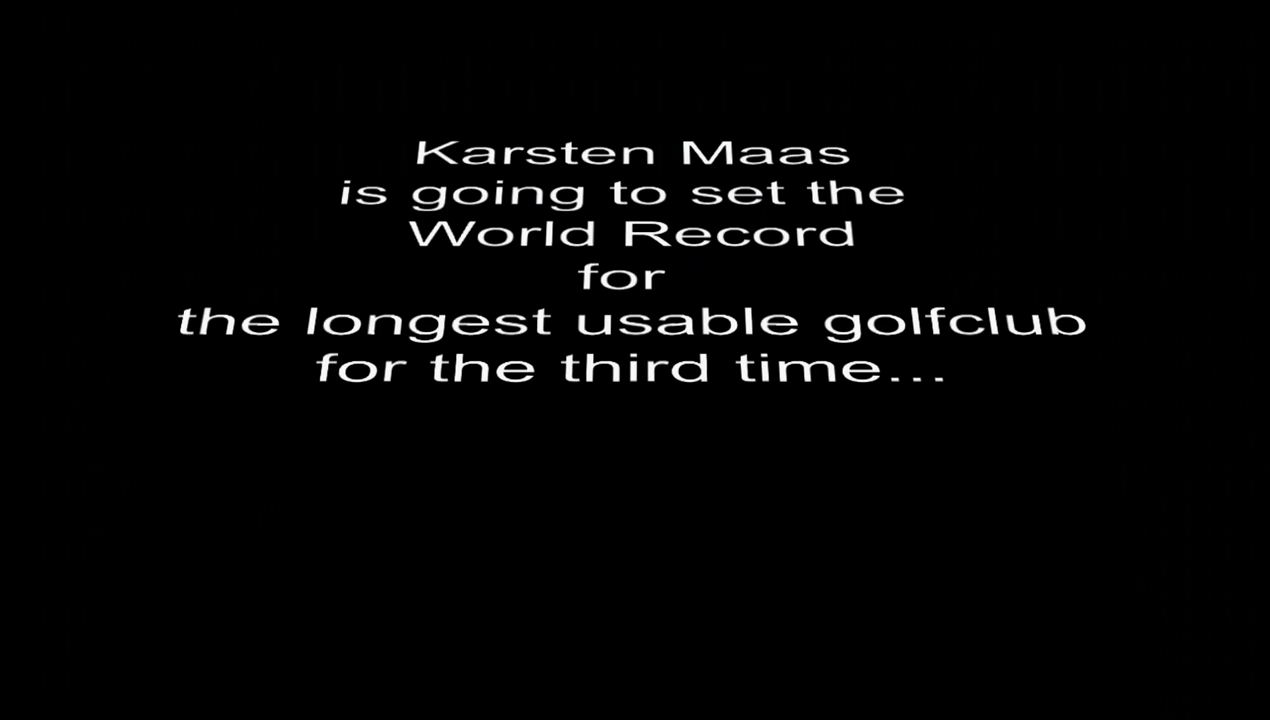 Karsten Maas
is going to set the
World Record
for
the longest usable golfclub
for the third time...